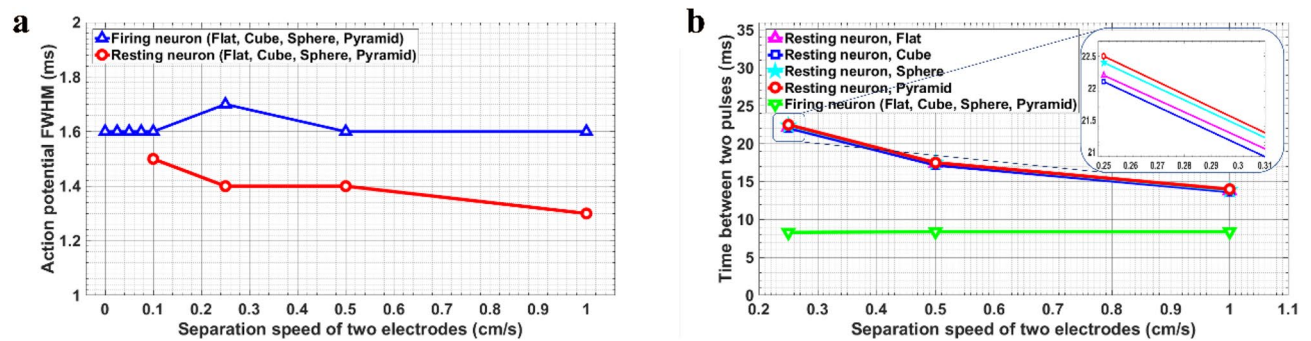 a
Action potential FWHM (ms)
2
1.8
1.6
1.4
1.2
1
Firing neuron (Flat, Cube, Sphere, Pyramid)
Resting neuron (Flat, Cube, Sphere, Pyramid)
0 0.1 0.2 0.3 0.4 0.5 0.6 0.7 0.8 0.9 1
Separation speed of two electrodes (cm/s)
b
Time between two pulses (ms)
35
30
25
20
15
10
5
0
Resting neuron, Flat
Resting neuron, Cube
Resting neuron, Sphere
Resting neuron, Pyramid
Firing neuron (Flat, Cube, Sphere, Pyramid)
22.5
22
21.5
21
0.25 0.26 0.27 0.28 0.29 0.3 0.31
0.2 0.3 0.4 0.5 0.6 0.7 0.8 0.9 1 1.1
Separation speed of two electrodes (cm/s)